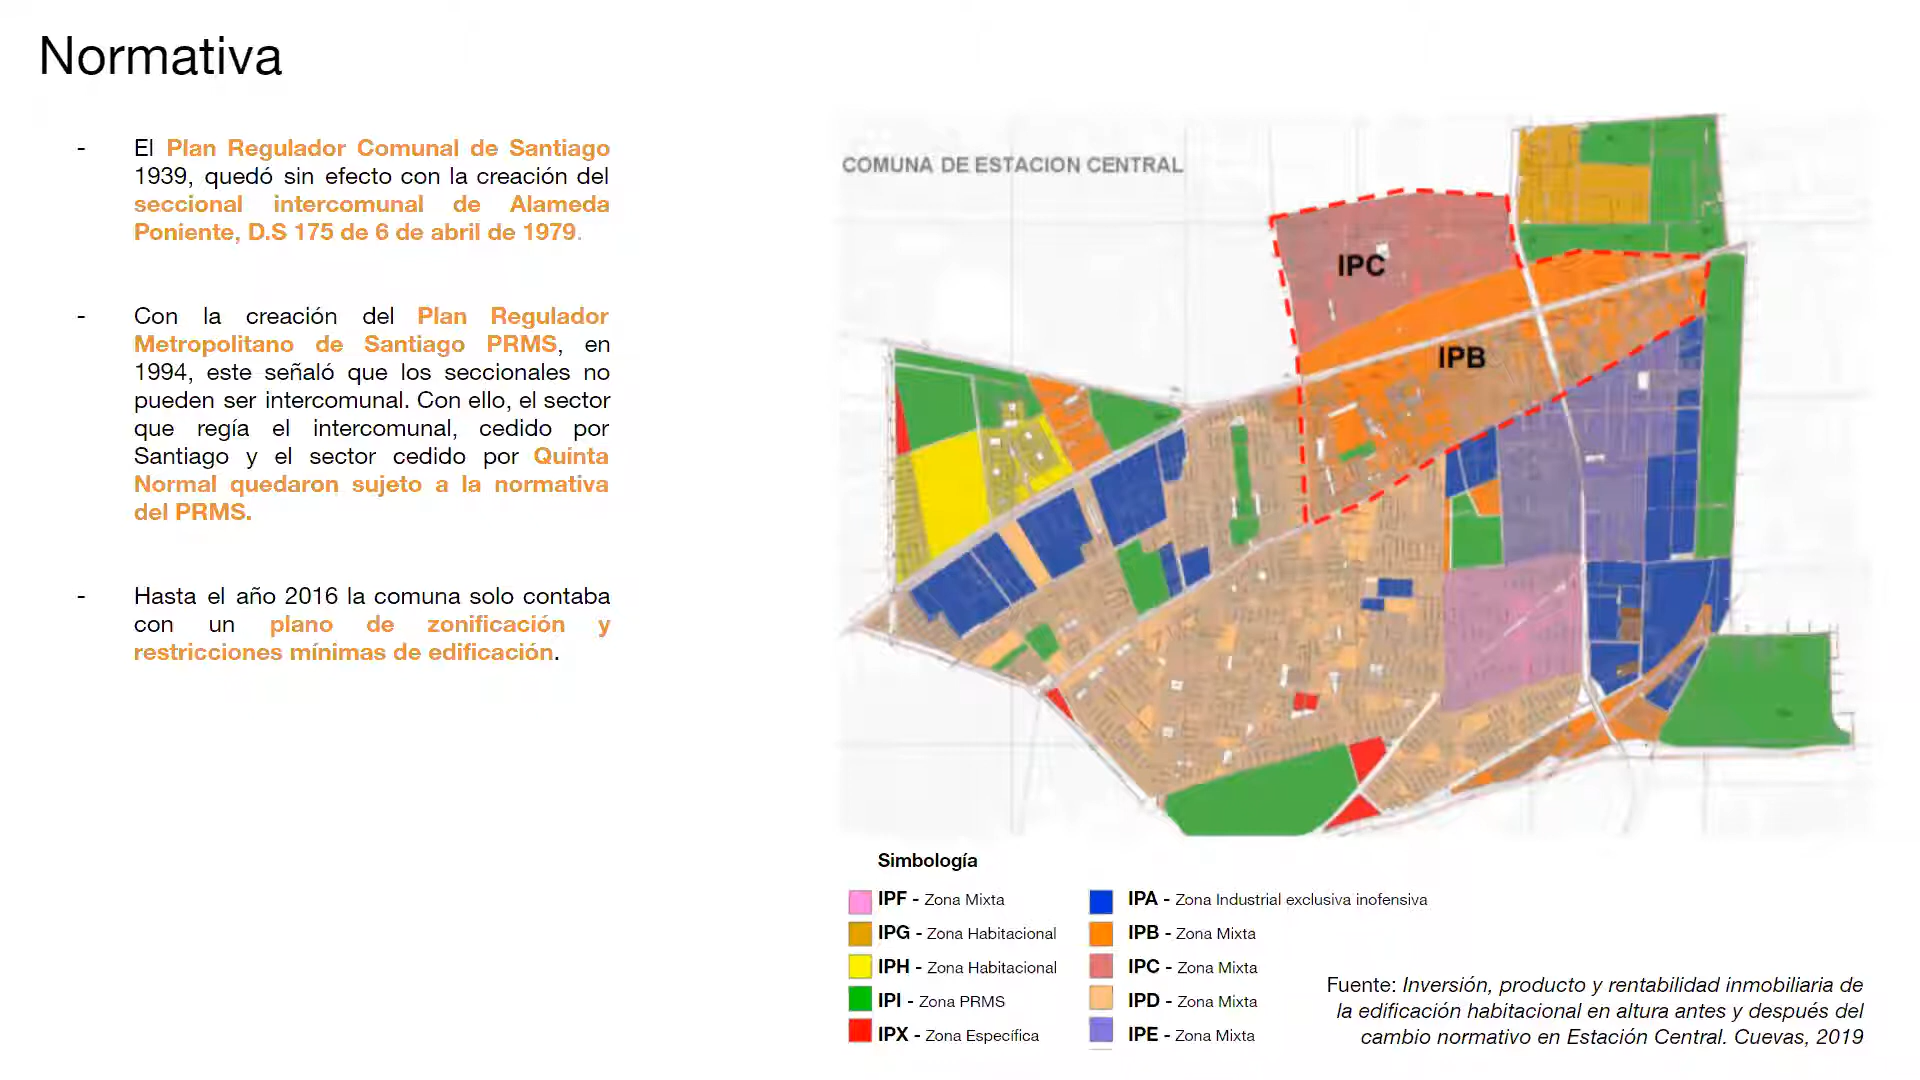 Normativa
- El Plan Regulador Comunal de Santiago
1939, quedó sin efecto con la creación del
seccional intercomunal de Alameda
Poniente, D.S 175 de 6 de abril de 1979.
- Con la creación del Plan Regulador
Metropolitano de Santiago PRMS, en
1994, este señaló que los seccionales no
pueden ser intercomunal. Con ello, el sector
que regía el intercomunal, cedido por
Santiago y el sector cedido por Quinta
Normal quedaron sujeto a la normativa
del PRMS.
- Hasta el año 2016 la comuna solo contaba
con un plano de zonificación y
restricciones mínimas de edificación.
COMUNA DE ESTACION CENTRAL
IPC
IPB
Simbología
IPF - Zona Mixta
IPG - Zona Habitacional
IPH - Zona Habitacional
IPI - Zona PRMS
IPX - Zona Específica
IPA - Zona Industrial exclusiva inofensiva
IPB - Zona Mixta
IPC - Zona Mixta
IPD - Zona Mixta
IPE - Zona Mixta
Fuente: Inversión, producto y rentabilidad inmobiliaria de
la edificación habitacional en altura antes y después del
cambio normativo en Estación Central. Cuevas, 2019